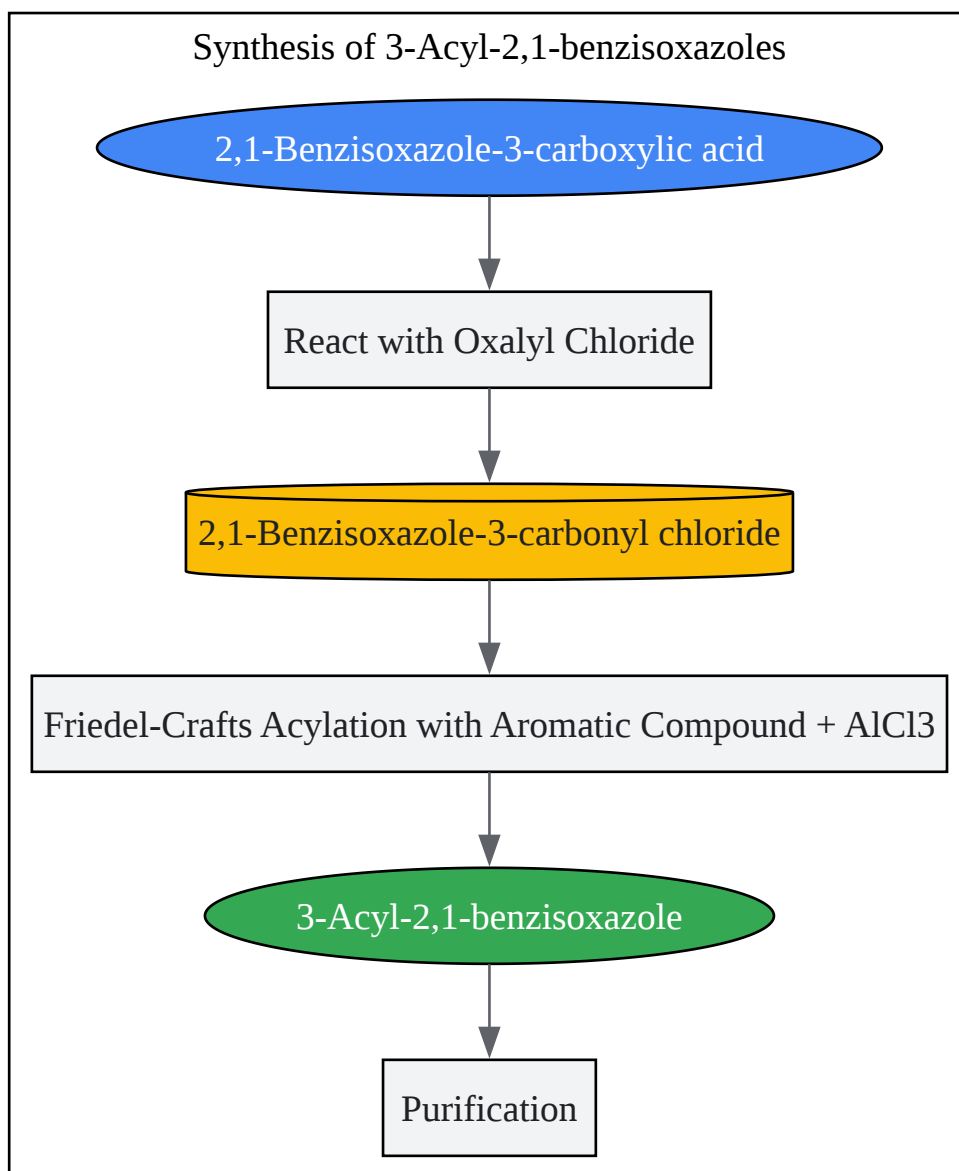 Synthesis of 3-Acyl-2,1-benzisoxazoles
2,1-Benzisoxazole-3-carboxylic acid
React with Oxalyl Chloride
2,1-Benzisoxazole-3-carbonyl chloride
Friedel-Crafts Acylation with Aromatic Compound + AlCl3
3-Acyl-2,1-benzisoxazole
Purification